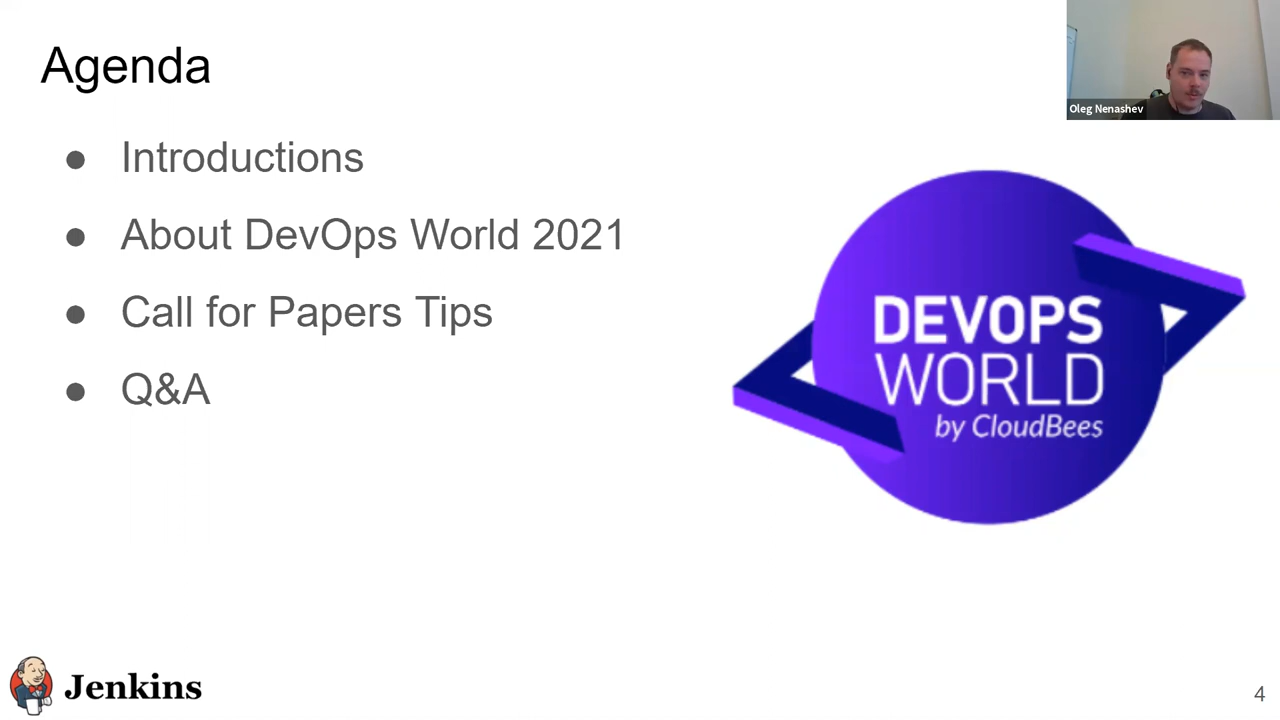 Agenda
Oleg Nenashev
● Introductions
● About DevOps World 2021
● Call for Papers Tips
● Q&A
DEVOPS
WORLD
by CloudBees
Jenkins
4